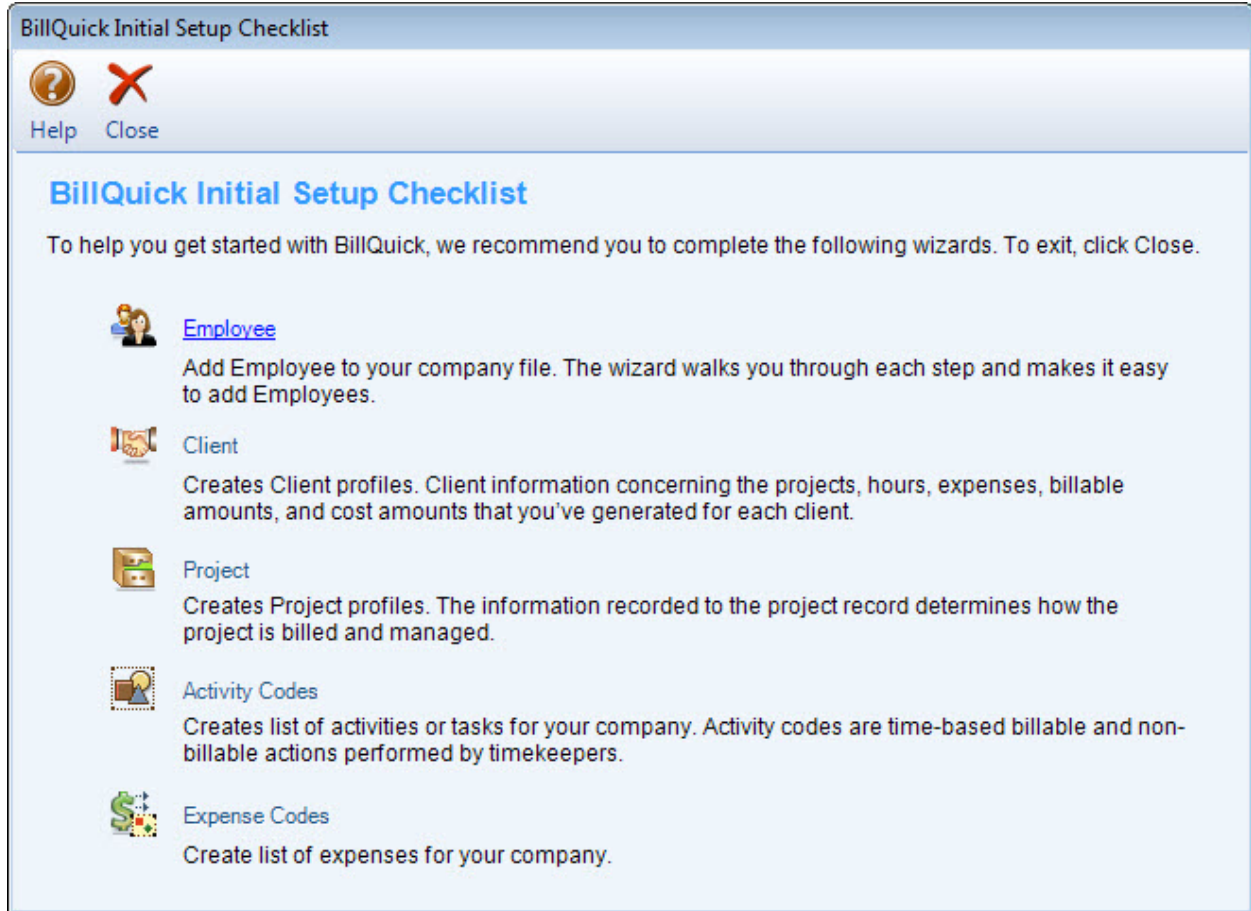 BillQuick Initial Setup Checklist
Help Close
BillQuick Initial Setup Checklist
To help you get started with BillQuick, we recommend you to complete the following wizards. To exit, click Close.
Employee
Add Employee to your company file. The wizard walks you through each step and makes it easy
to add Employees.
Client
Creates Client profiles. Client information concerning the projects, hours, expenses, billable
amounts, and cost amounts that you've generated for each client.
Project
Creates Project profiles. The information recorded to the project record determines how the
project is billed and managed.
Activity Codes
Creates list of activities or tasks for your company. Activity codes are time-based billable and non-
billable actions performed by timekeepers.
Expense Codes
Create list of expenses for your company.